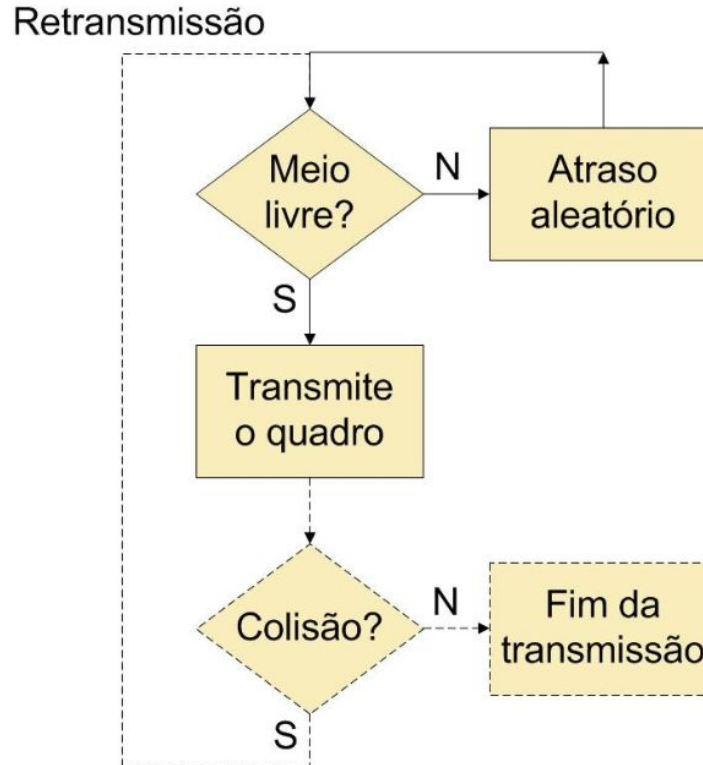 Retransmissão
Meio
livre?
N
Atraso
aleatório
S
Transmite
o quadro
Colisão?
N
Fim da
transmissão
S